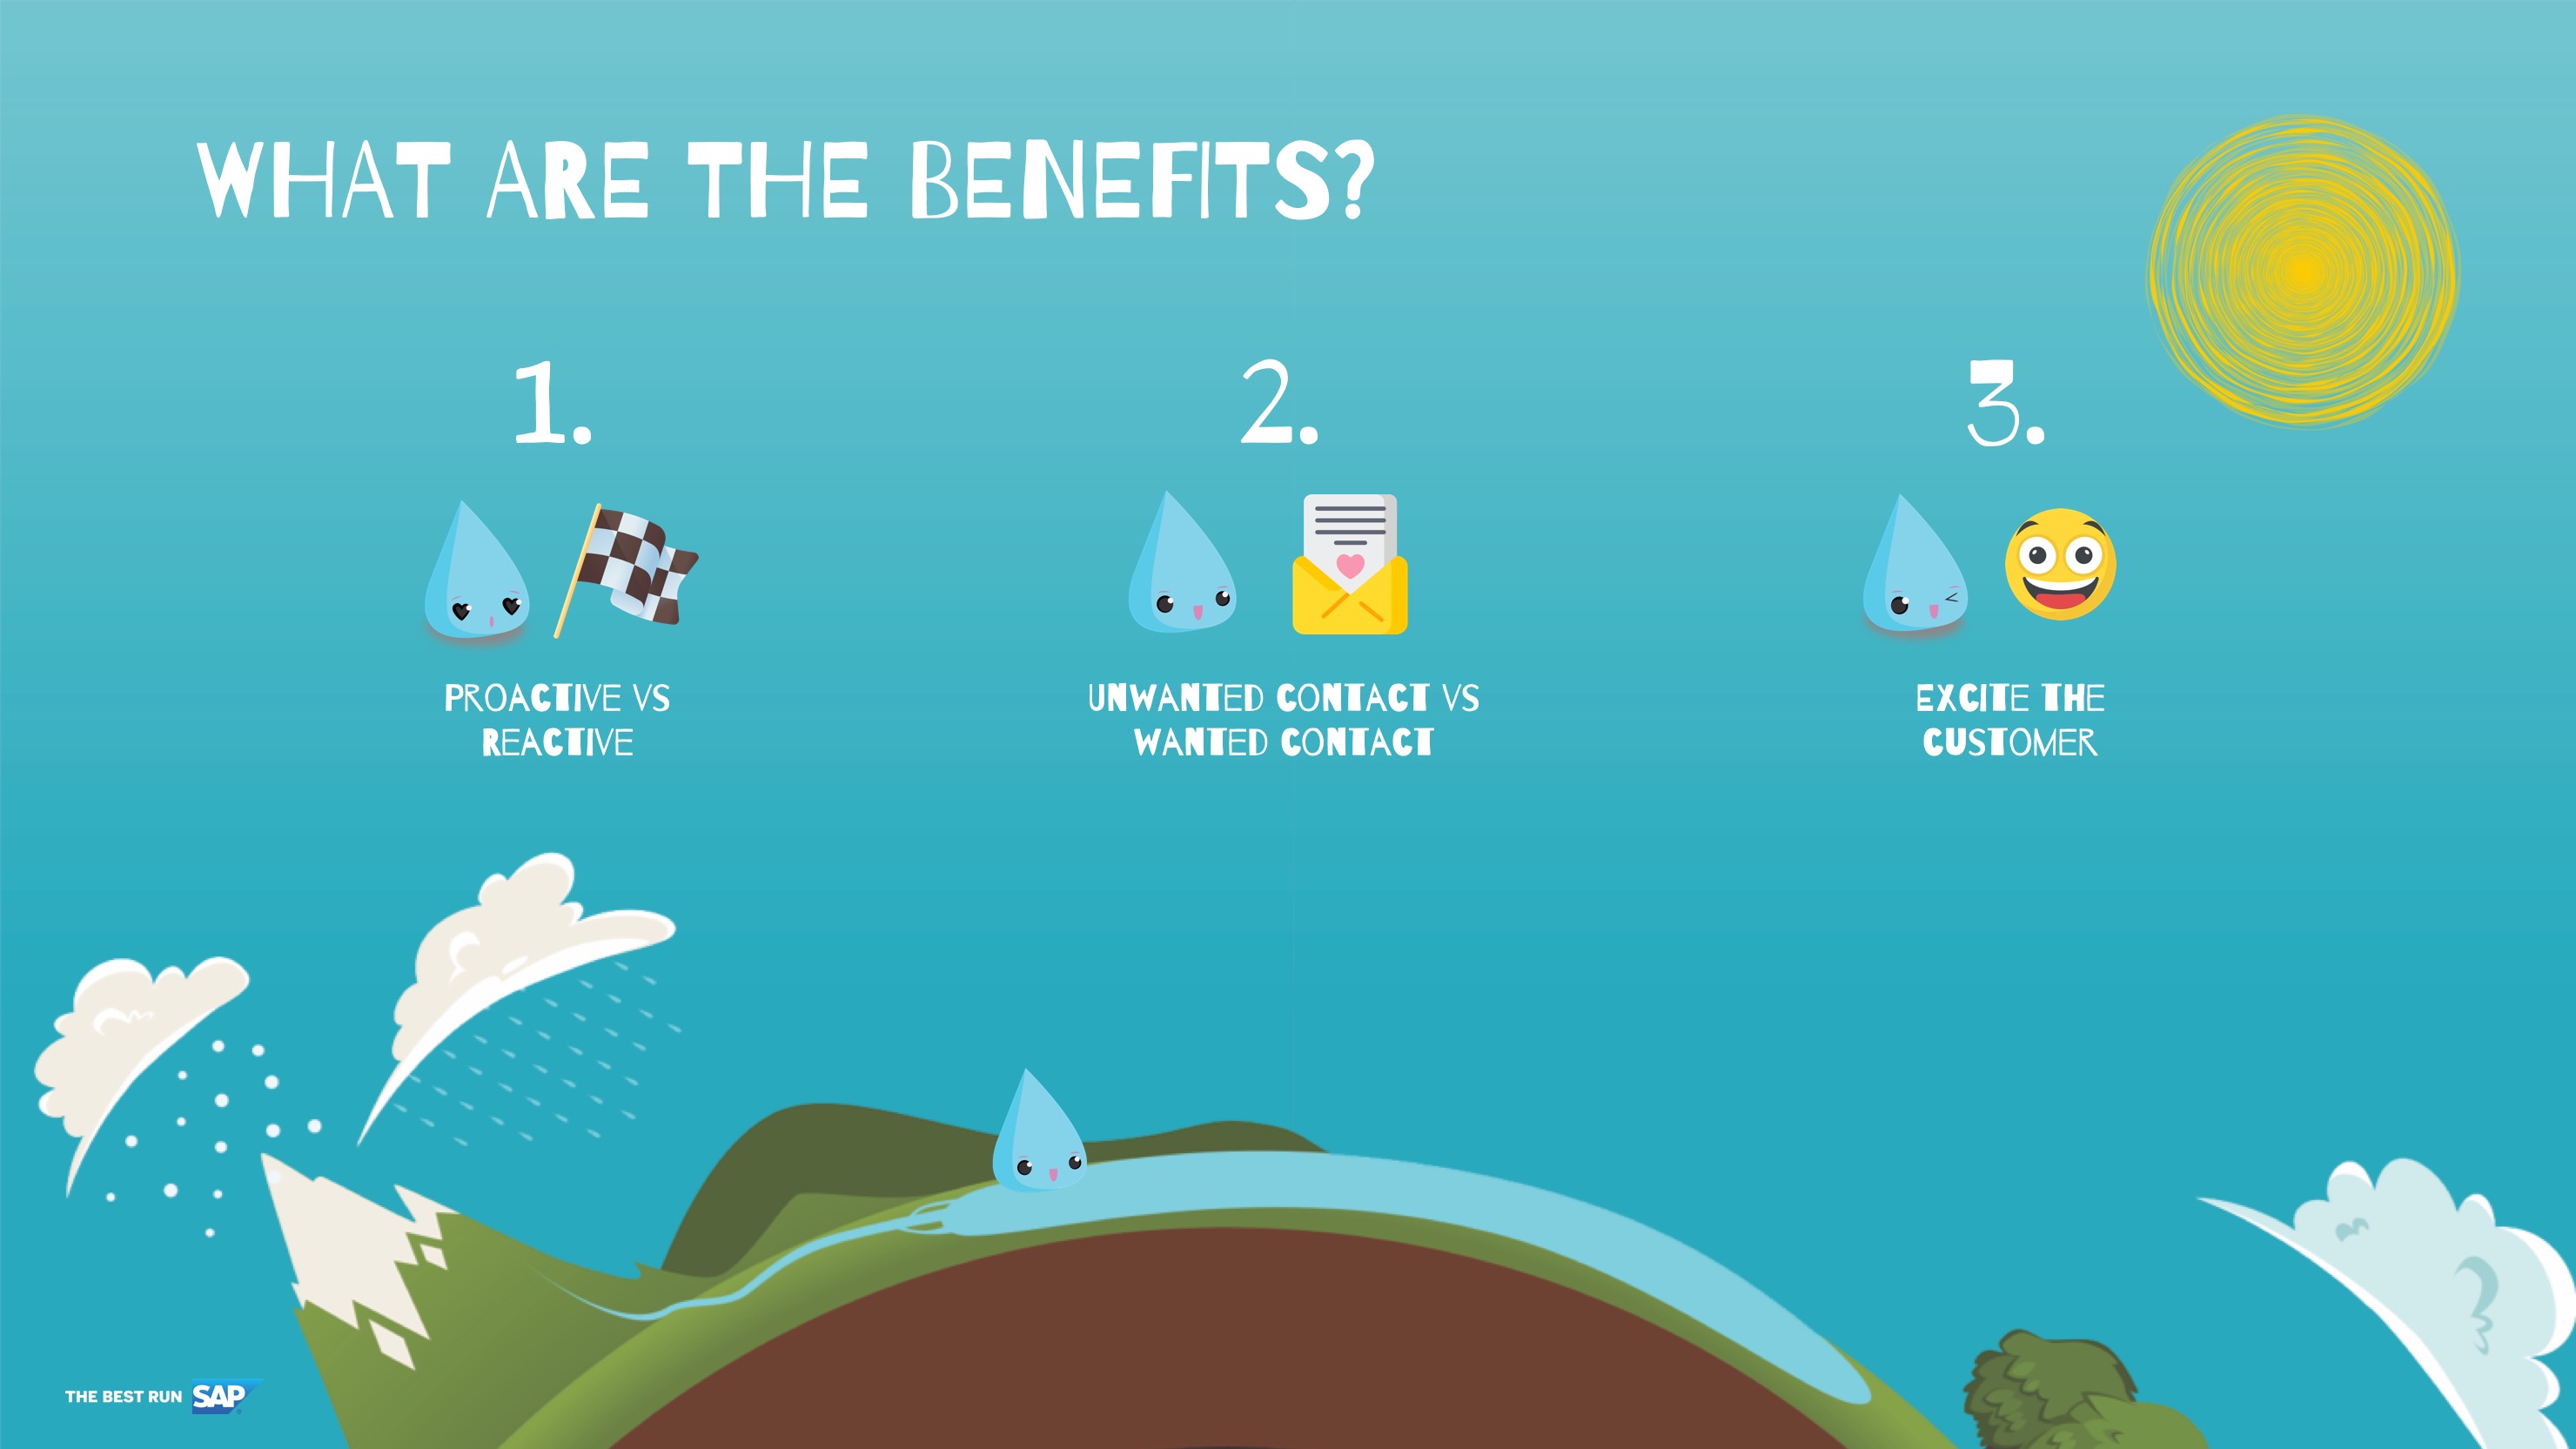 WHAT ARE THE BENEFITS?
1.
PROACTIVE VS
REACTIVE
2.
UNWANTED CONTACT VS
WANTED CONTACT
3.
EXCITE THE
CUSTOMER
THE BEST RUN SAP